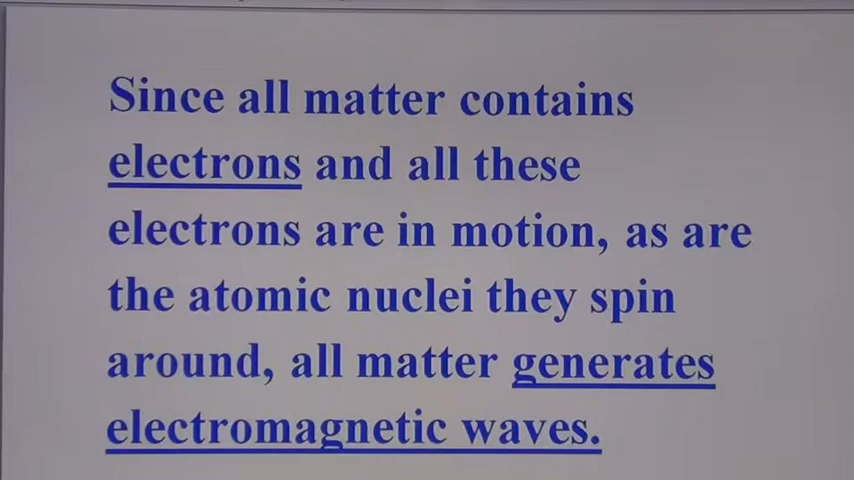 Since all matter contains
electrons and all these
electrons are in motion, as are
the atomic nuclei they spin
around, all matter generates
electromagnetic waves.